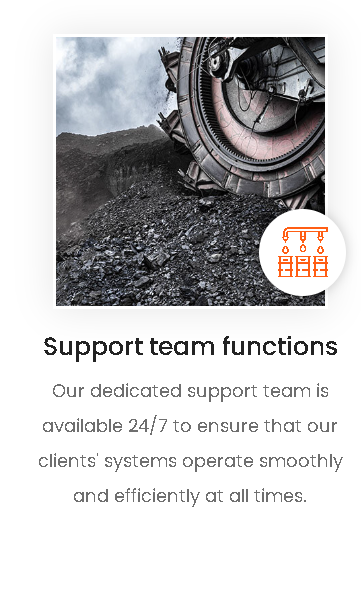 Support team functions
Our dedicated support team is
available 24/7 to ensure that our
clients' systems operate smoothly
and efficiently at all times.